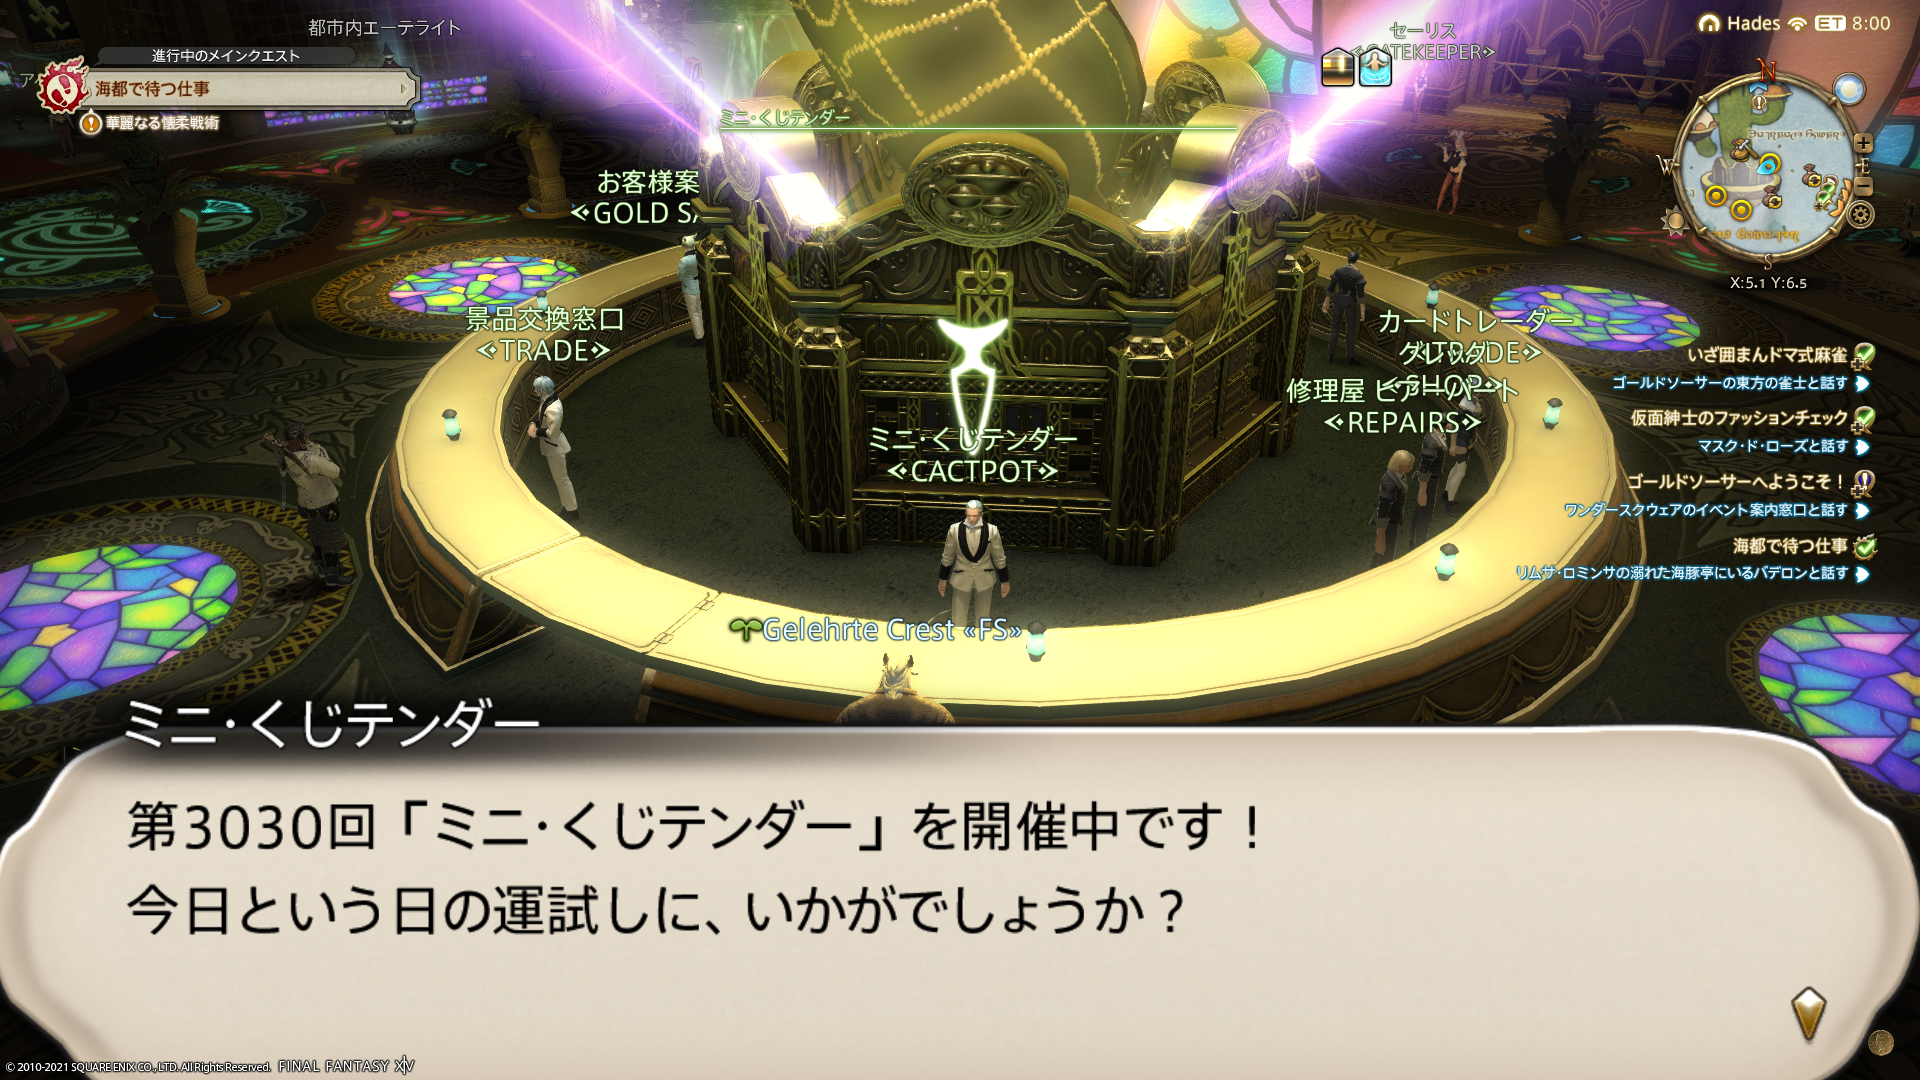 都市内エーテライト
進行中のメインクエスト
海都で待つ仕事
華麗なる懐柔戦術
セーリス
Hades
ET 8:00
N
W
E
S
X:5.1 Y:6.5
ミニ・くじテンダー
お客様案
景品交換窓口
<TRADE>
カードトレーダー
修理屋
<REPAIRS>
ミニ・くじテンダー
<CACTPOT>
Gelehrte Crest «FS»
いざ囲まんドマ式麻雀
ゴールドソーサーの東方の雀士と話す
仮面紳士のファッションチェック
マスク・ド・ローズと話す
ゴールドソーサーへようこそ！
ワンダースクウェアのイベント案内窓口と話す
海都で待つ仕事
リムサ・ロミンサの溺れた海豚亭にいるバデロンと話す
ミニ・くじテンダー
第3030回「ミニ・くじテンダー」を開催中です！
今日という日の運試しに、いかがでしょうか？
© 2010-2021 SQUARE ENIX CO., LTD. All Rights Reserved. FINAL FANTASY XIV